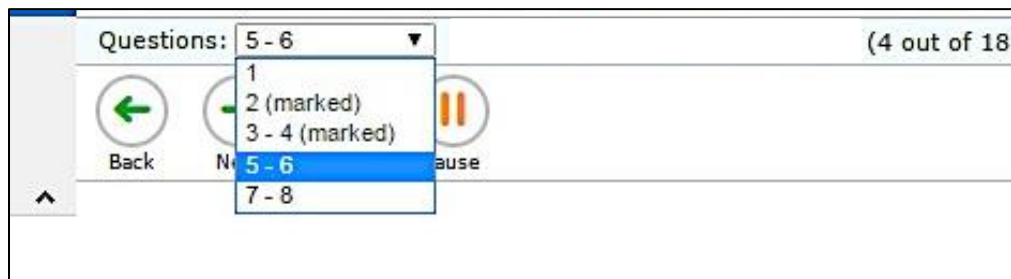 Questions: 5 - 6 (4 out of 18
1
2 (marked)
3 - 4 (marked)
5 - 6
7 - 8
Back